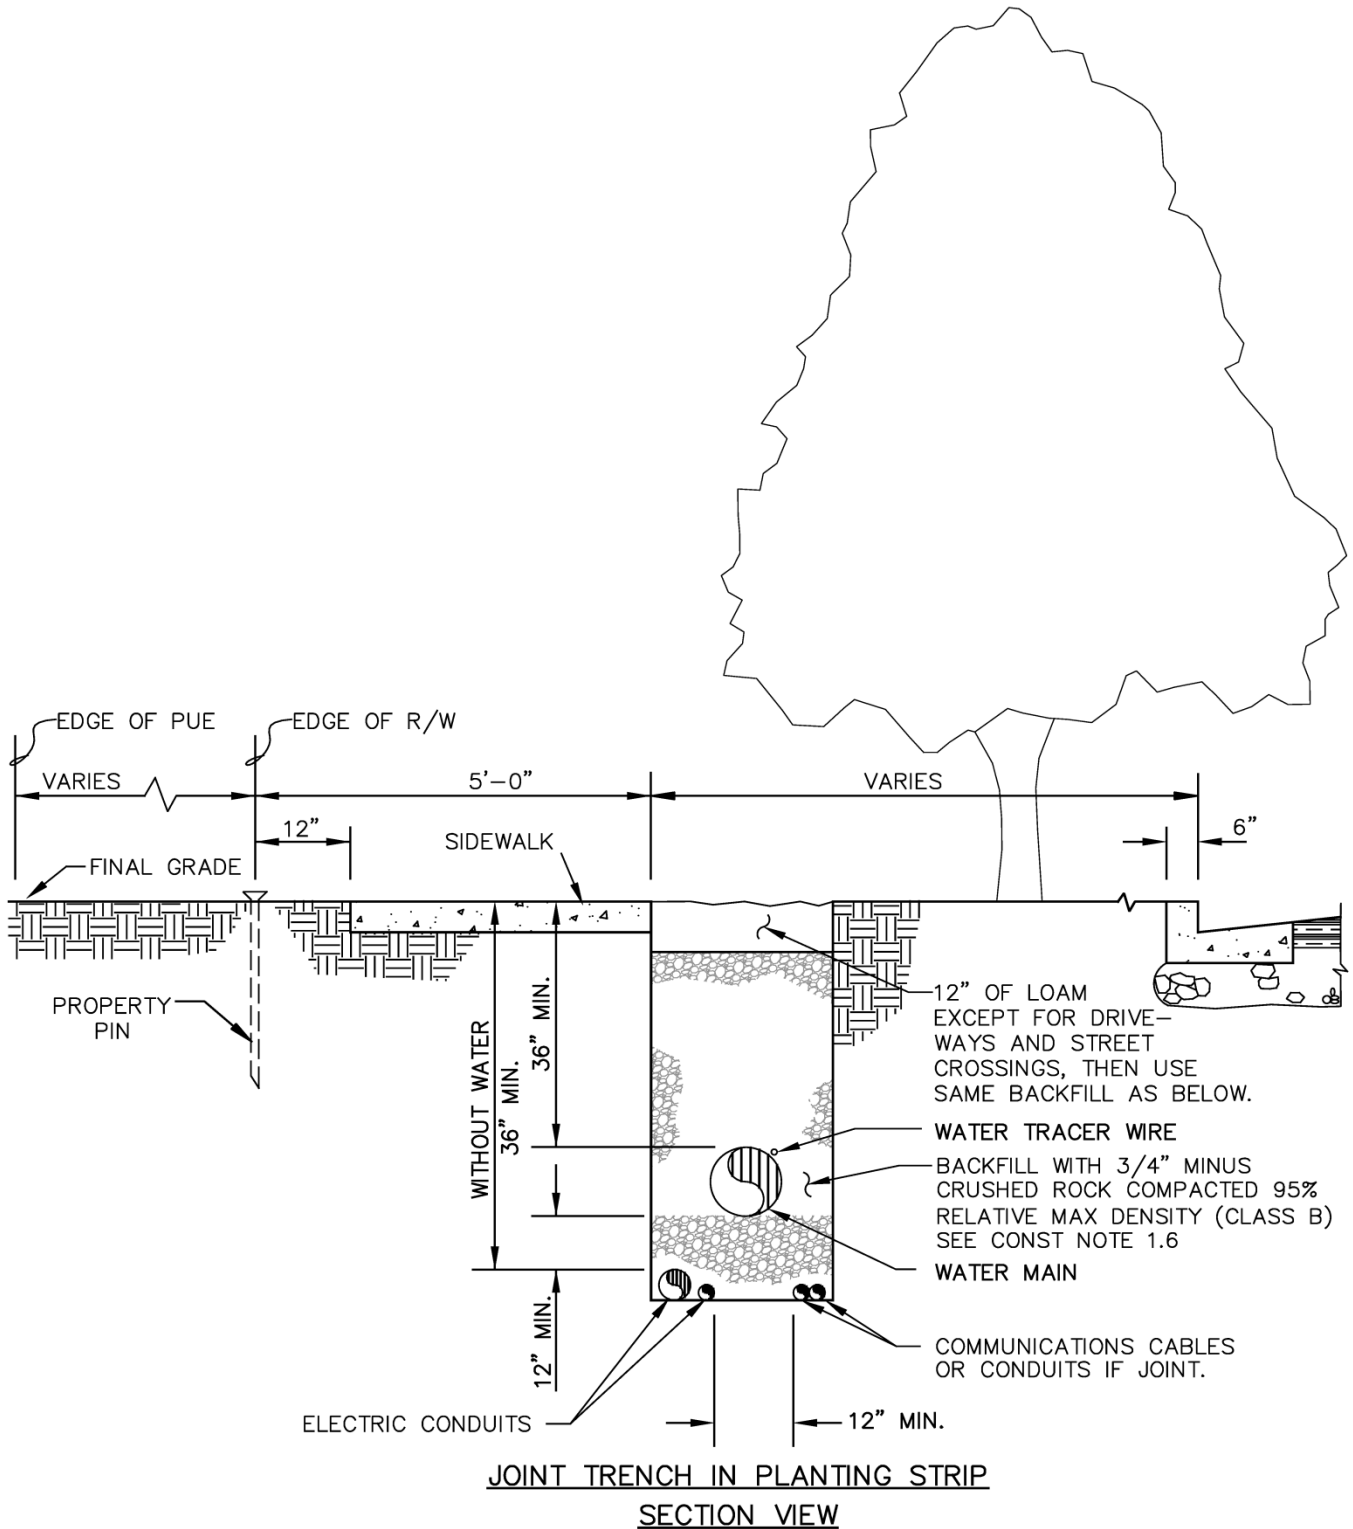 EDGE OF PUE
EDGE OF R/W
VARIES
5'-0"
VARIES
12"
SIDEWALK
6"
FINAL GRADE
PROPERTY
PIN
WITHOUT WATER
36" MIN.
36" MIN.
12" OF LOAM
EXCEPT FOR DRIVE-
WAYS AND STREET
CROSSINGS, THEN USE
SAME BACKFILL AS BELOW.
WATER TRACER WIRE
BACKFILL WITH 3/4" MINUS
CRUSHED ROCK COMPACTED 95%
RELATIVE MAX DENSITY (CLASS B)
SEE CONST NOTE 1.6
WATER MAIN
12" MIN.
COMMUNICATIONS CABLES
OR CONDUITS IF JOINT.
ELECTRIC CONDUITS
12" MIN.
JOINT TRENCH IN PLANTING STRIP
SECTION VIEW